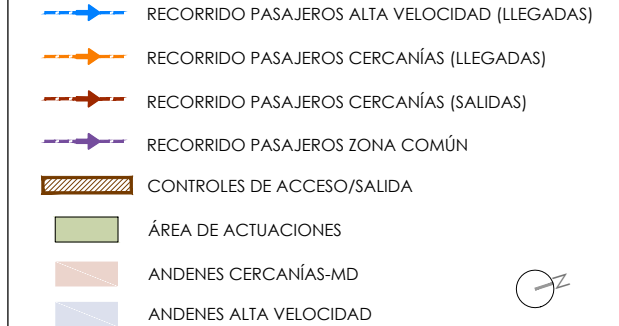 RECORRIDO PASAJEROS ALTA VELOCIDAD (LLEGADAS)
RECORRIDO PASAJEROS CERCANÍAS (LLEGADAS)
RECORRIDO PASAJEROS CERCANÍAS (SALIDAS)
RECORRIDO PASAJEROS ZONA COMÚN
CONTROLES DE ACCESO/SALIDA
ÁREA DE ACTUACIONES
ANDENES CERCANÍAS-MD
N
ANDENES ALTA VELOCIDAD